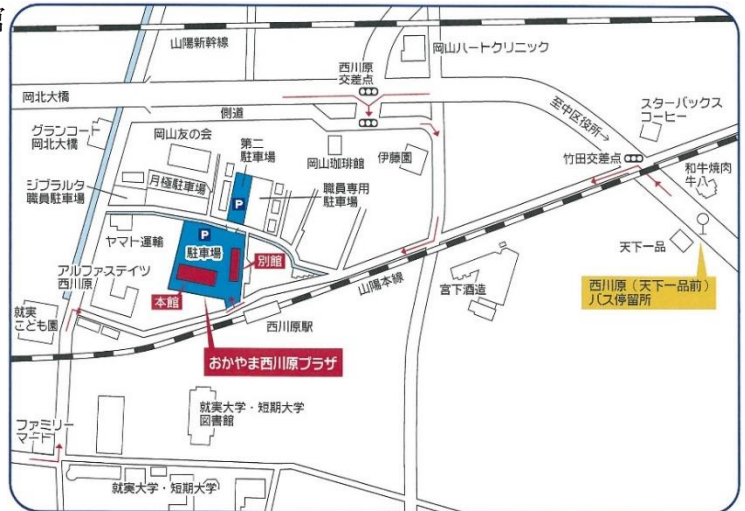 山陽新幹線
岡山ハートクリニック
西川原
交差点
岡北大橋
側道
スターバックス
コーヒー
至中区役所→
グランコート
岡北大橋
岡山友の会
第二
駐車場
岡山珈琲館
伊藤園
竹田交差点
和牛焼肉
牛八
月極駐車場
ジブラルタ
職員駐車場
職員専用
駐車場
P
P
駐車場
ヤマト運輸
別館
天下一品
アルファステイツ
西川原
山陽本線
宮下酒造
西川原(天下一品前)
バス停留所
本館
就実
こども園
西川原駅
おかやま西川原プラザ
就実大学・短期大学
図書館
ファミリー
マート
就実大学・短期大学